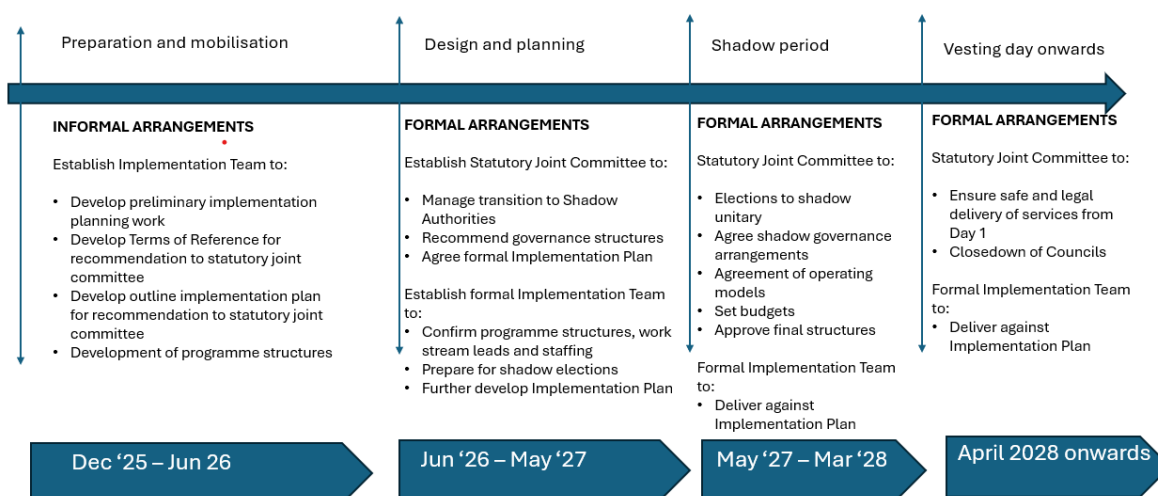 Preparation and mobilisation
Design and planning
Shadow period
Vesting day onwards
INFORMAL ARRANGEMENTS
Establish Implementation Team to:
• Develop preliminary implementation
planning work
• Develop Terms of Reference for
recommendation to statutory joint
committee
• Develop outline implementation plan
for recommendation to statutory joint
committee
• Development of programme structures
FORMAL ARRANGEMENTS
Establish Statutory Joint Committee to:
• Manage transition to Shadow
Authorities
• Recommend governance structures
• Agree formal Implementation Plan
Establish formal Implementation Team
to:
• Confirm programme structures, work
stream leads and staffing
• Prepare for shadow elections
• Further develop Implementation Plan
FORMAL ARRANGEMENTS
Statutory Joint Committee to:
• Elections to shadow
unitary
• Agree shadow governance
arrangements
• Agreement of operating
models
• Set budgets
• Approve final structures
Formal Implementation Team
to:
• Deliver against
Implementation Plan
FORMAL ARRANGEMENTS
Statutory Joint Committee to:
• Ensure safe and legal
delivery of services from
Day 1
• Closedown of Councils
Formal Implementation Team
to:
• Deliver against
Implementation Plan
Dec ‘25 – Jun 26
Jun ‘26 – May ‘27
May ‘27 – Mar ‘28
April 2028 onwards